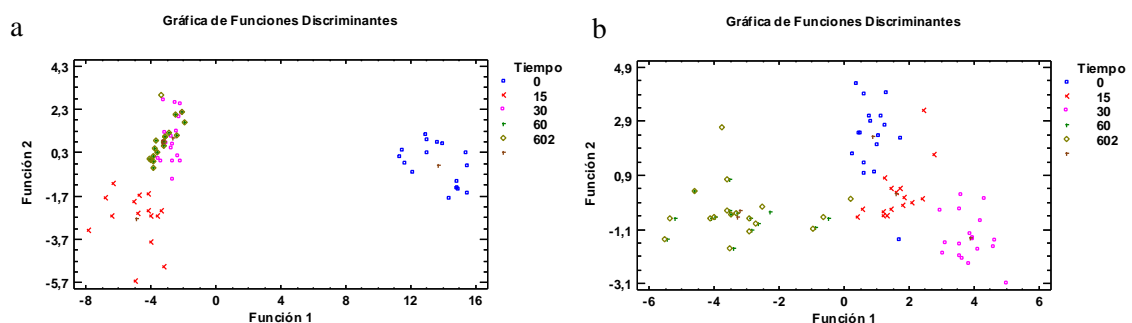 a
Gráfica de Funciones Discriminantes
4,3
2,3
0,3
-1,7
-3,7
-5,7
Función 2
-8 -4 0 4 8 12 16
Función 1
Tiempo
0
15
30
60
602
b
Gráfica de Funciones Discriminantes
4,9
2,9
0,9
-1,1
-3,1
Función 2
-6 -4 -2 0 2 4 6
Función 1
Tiempo
0
15
30
60
602